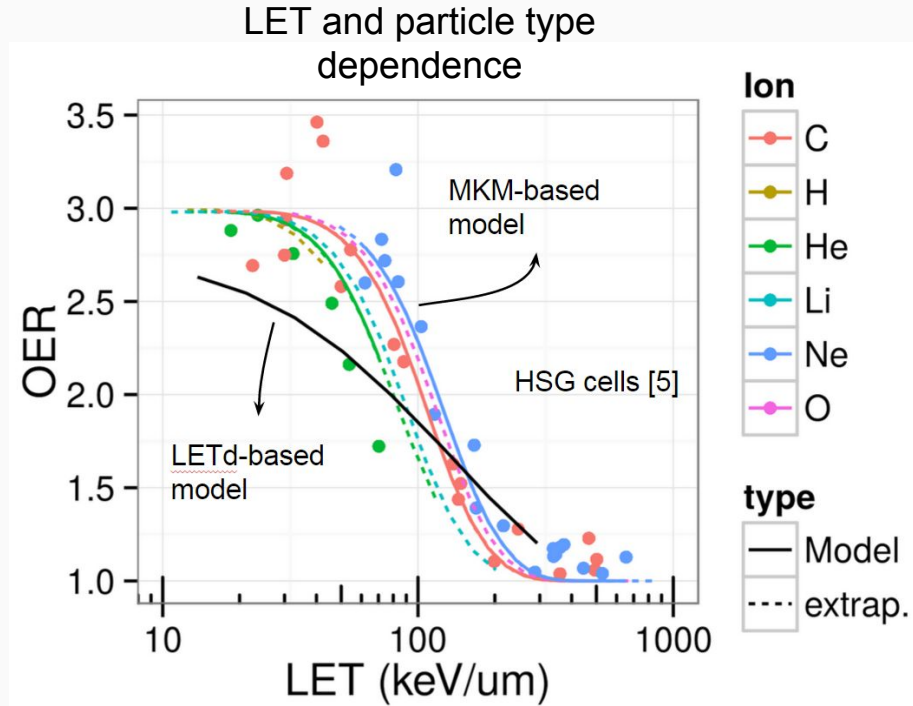 LET and particle type
dependence
3.5
3.0
2.5
2.0
1.5
1.0
OER
MKM-based
model
HSG cells [5]
LETd-based
model
10
100
1000
LET (keV/um)
Ion
C
H
He
Li
Ne
O
type
Model
extrap.